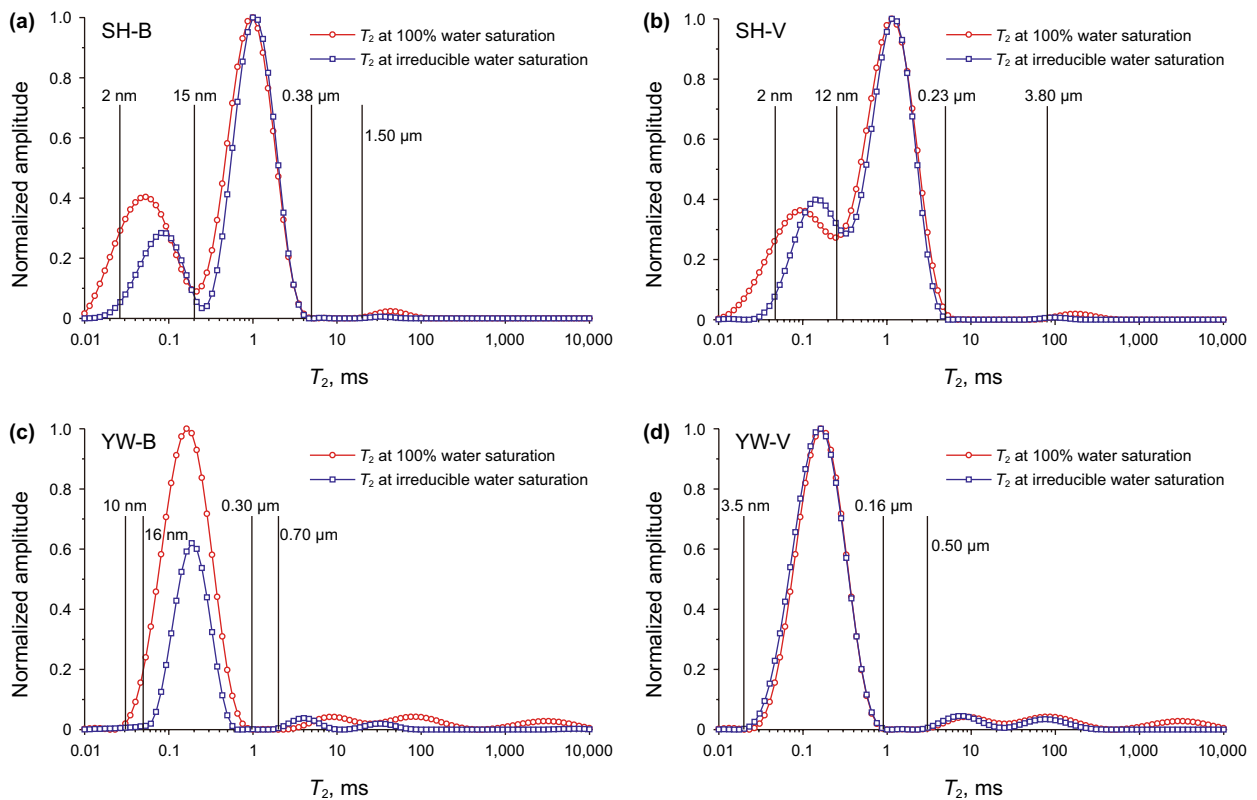 (a)
SH-B
T2 at 100% water saturation
T2 at irreducible water saturation
2 nm
15 nm
0.38 μm
1.50 μm
1.0
0.8
0.6
0.4
0.2
0
Normalized amplitude
0.01
0.1
1
10
100
1,000
10,000
T2, ms
(b)
SH-V
T2 at 100% water saturation
T2 at irreducible water saturation
2 nm
12 nm
0.23 μm
3.80 μm
1.0
0.8
0.6
0.4
0.2
0
Normalized amplitude
0.01
0.1
1
10
100
1,000
10,000
T2, ms
(c)
YW-B
T2 at 100% water saturation
T2 at irreducible water saturation
10 nm
16 nm
0.30 μm
0.70 μm
1.0
0.8
0.6
0.4
0.2
0
Normalized amplitude
0.01
0.1
1
10
100
1,000
10,000
T2, ms
(d)
YW-V
T2 at 100% water saturation
T2 at irreducible water saturation
3.5 nm
0.16 μm
0.50 μm
1.0
0.8
0.6
0.4
0.2
0
Normalized amplitude
0.01
0.1
1
10
100
1,000
10,000
T2, ms